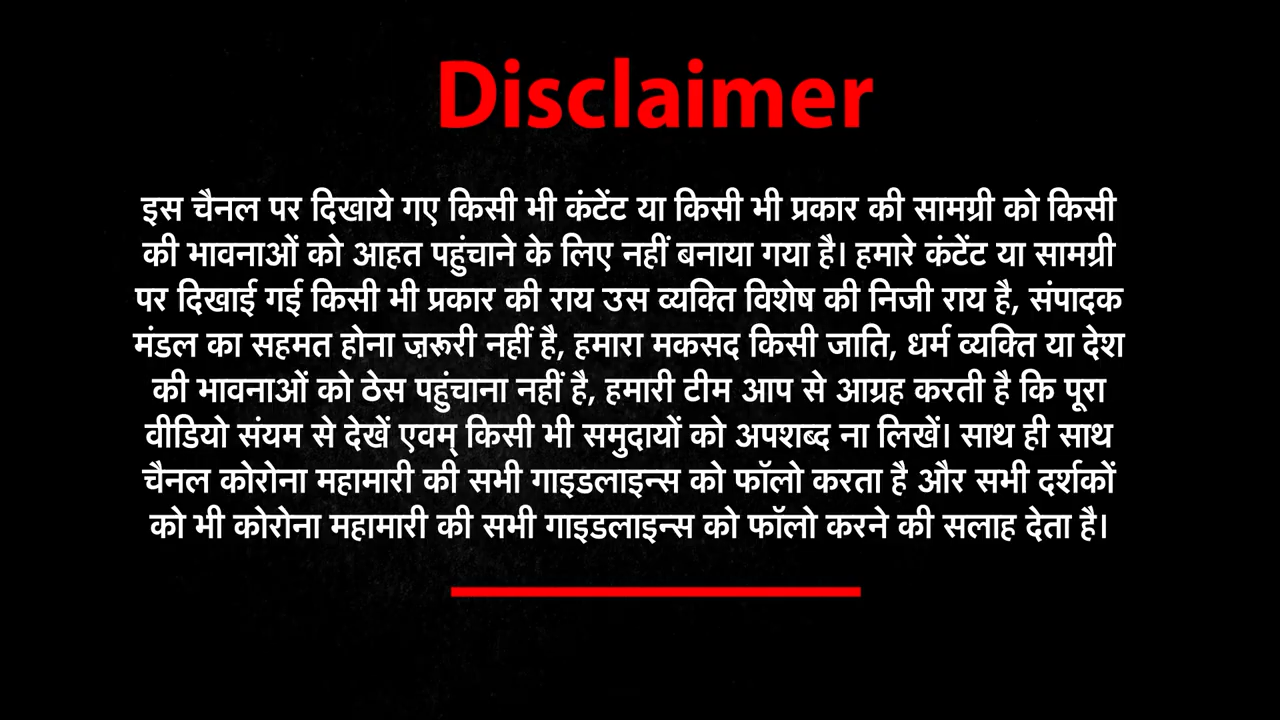 Disclaimer
इस चैनल पर दिखाये गए किसी भी कंटेंट या किसी भी प्रकार की सामग्री को किसी
की भावनाओं को आहत पहुंचाने के लिए नहीं बनाया गया है। हमारे कंटेंट या सामग्री
पर दिखाई गई किसी भी प्रकार की राय उस व्यक्ति विशेष की निजी राय है, संपादक
मंडल का सहमत होना ज़रूरी नहीं है, हमारा मकसद किसी जाति, धर्म व्यक्ति या देश
की भावनाओं को ठेस पहुंचाना नहीं है, हमारी टीम आप से आग्रह करती है कि पूरा
वीडियो संयम से देखें एवम् किसी भी समुदायों को अपशब्द ना लिखें। साथ ही साथ
चैनल कोरोना महामारी की सभी गाइडलाइन्स को फॉलो करता है और सभी दर्शकों
को भी कोरोना महामारी की सभी गाइडलाइन्स को फॉलो करने की सलाह देता है।